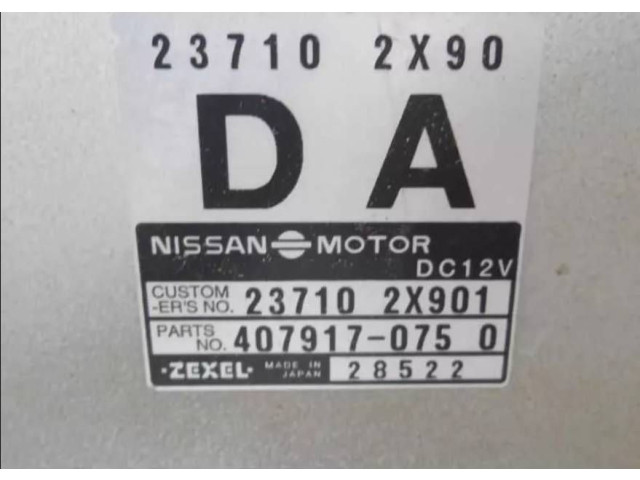 23710 2X90
DA
NISSAN MOTOR
DC12V
CUSTOM
-ER'S NO. 23710 2X901
PARTS
NO. 407917-075 0
·ZEXEL· MADE IN
JAPAN 28522